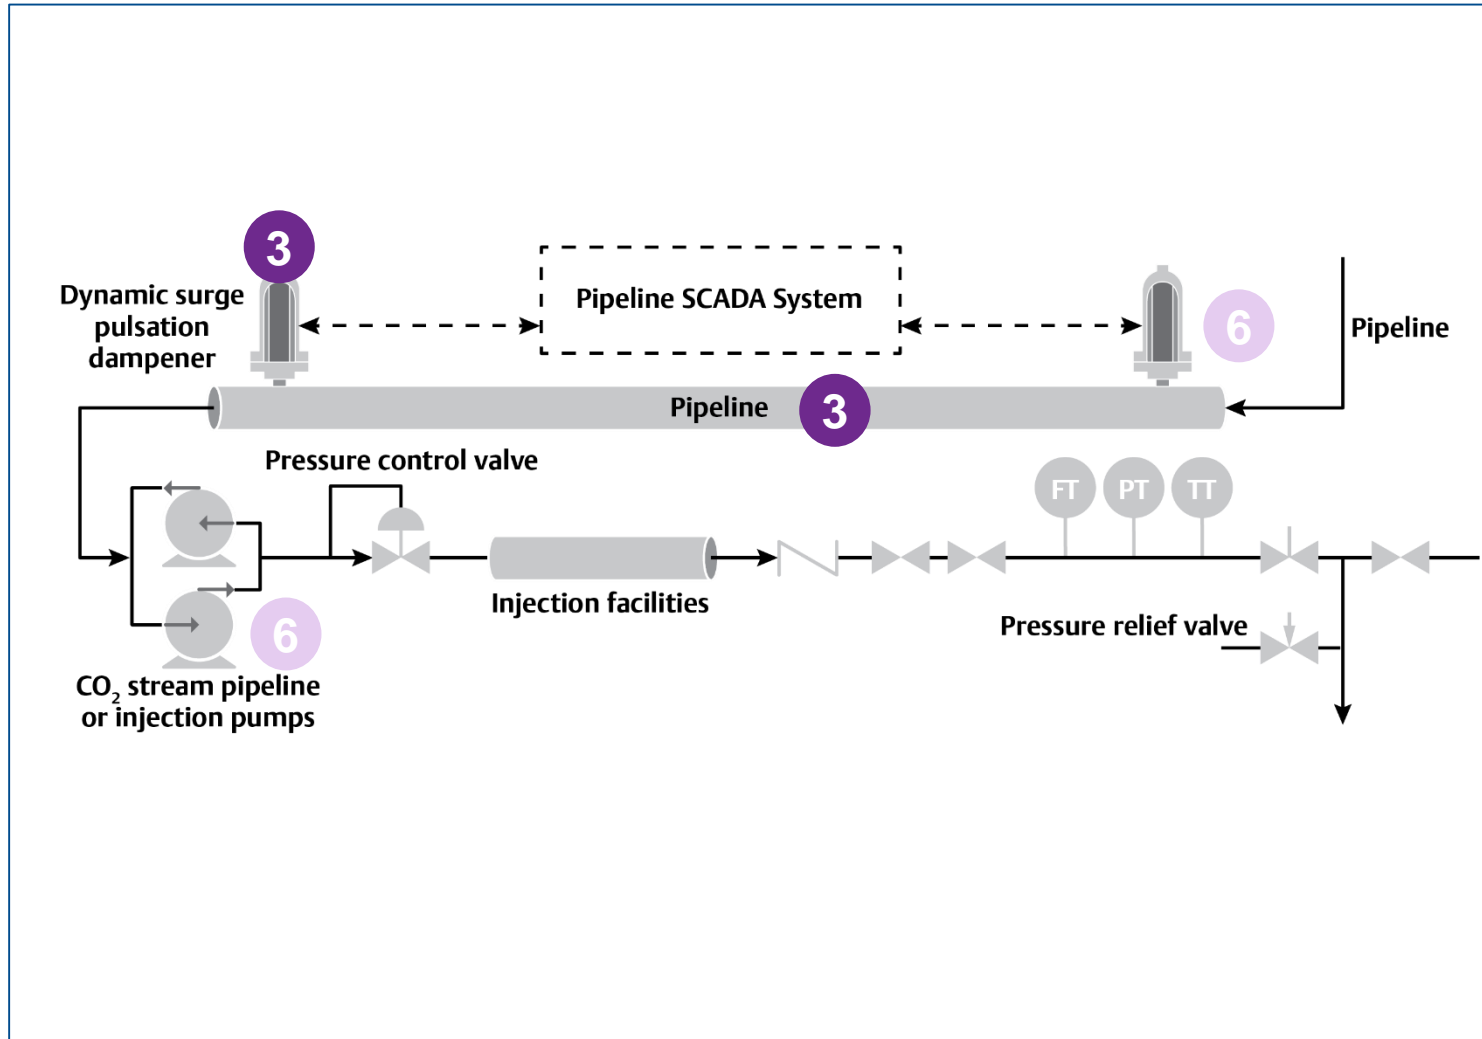 3
Dynamic surge
pulsation
dampener
Pipeline SCADA System
6
Pipeline
Pipeline
3
Pressure control valve
FT
PT
TT
Injection facilities
Pressure relief valve
6
CO₂ stream pipeline
or injection pumps